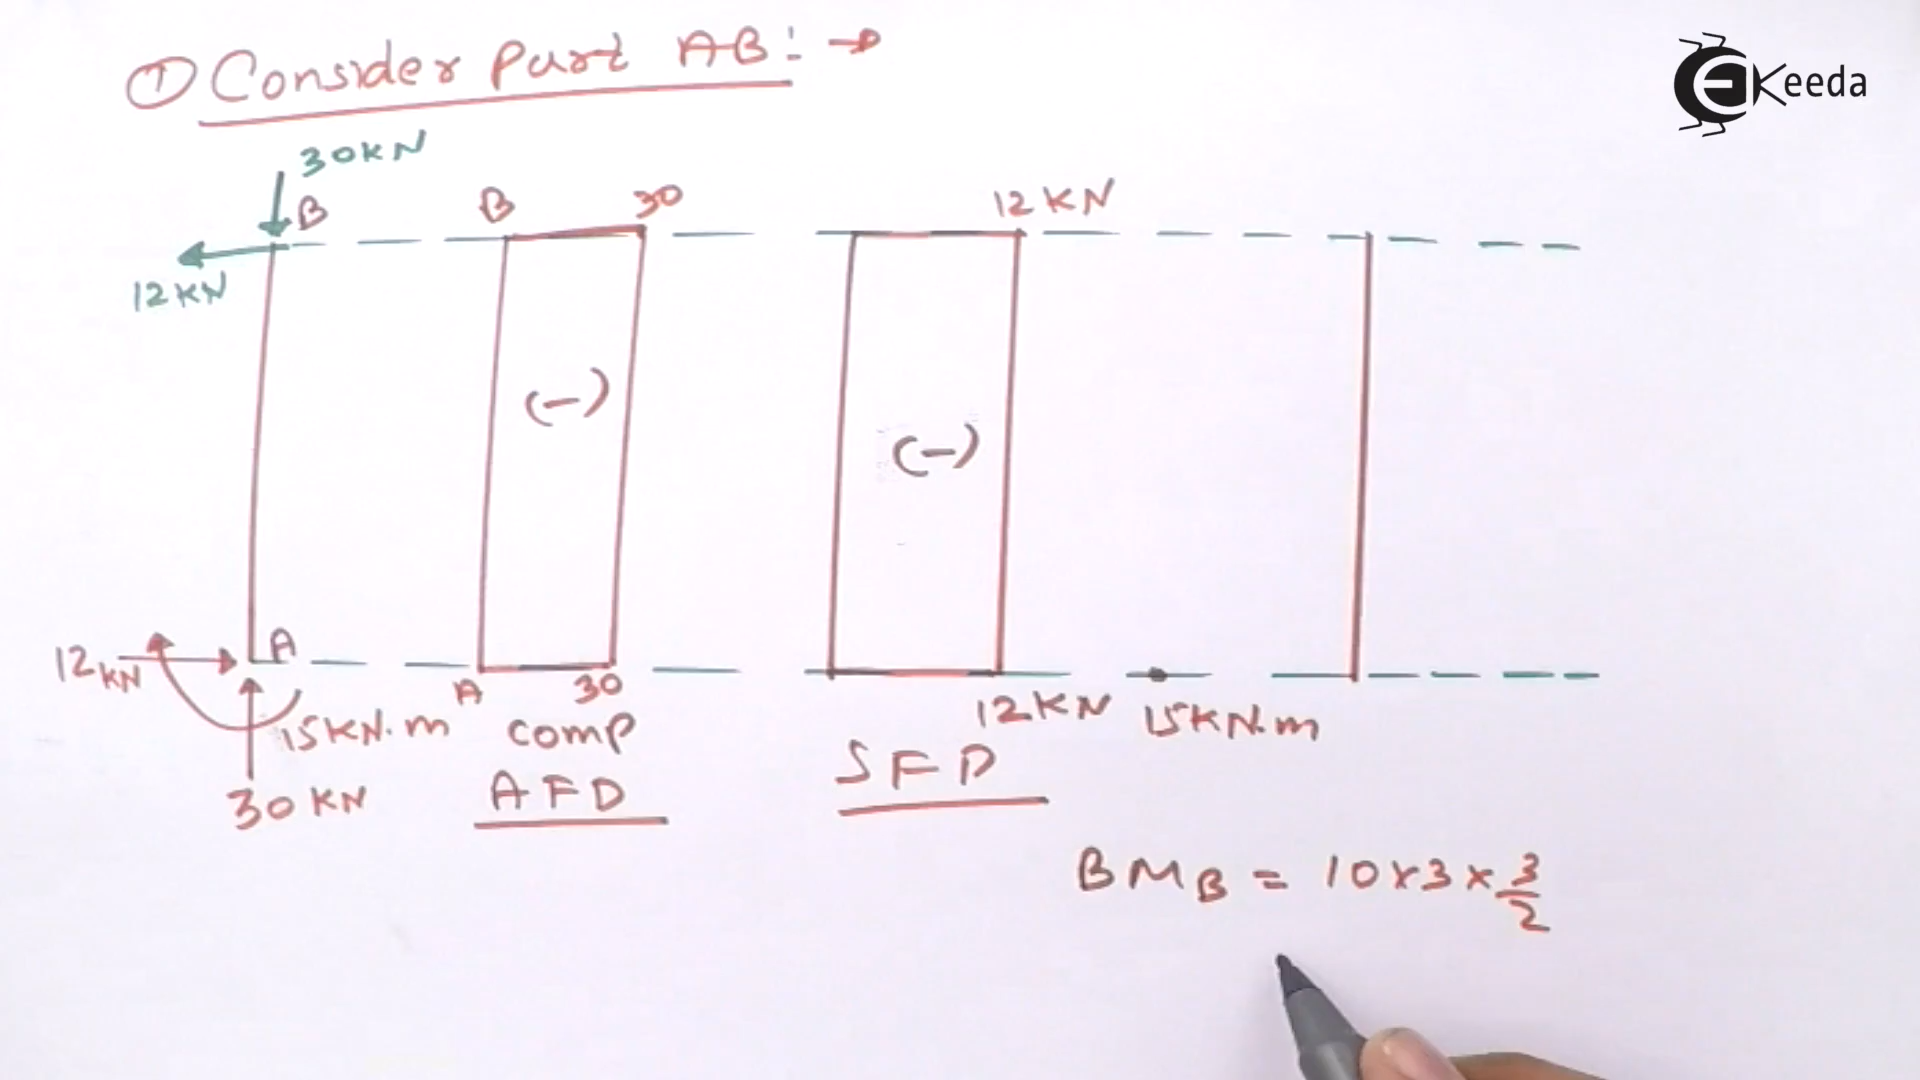 ① Consider Part AB:→
Keeda
30KN
B
12KN
B
30
12KN
(-)
(-)
12KN
A
15KN.m
30KN
A
30
comp
AFD
12KN
SFD
15KN.m
BM_B = 10×3×3/2